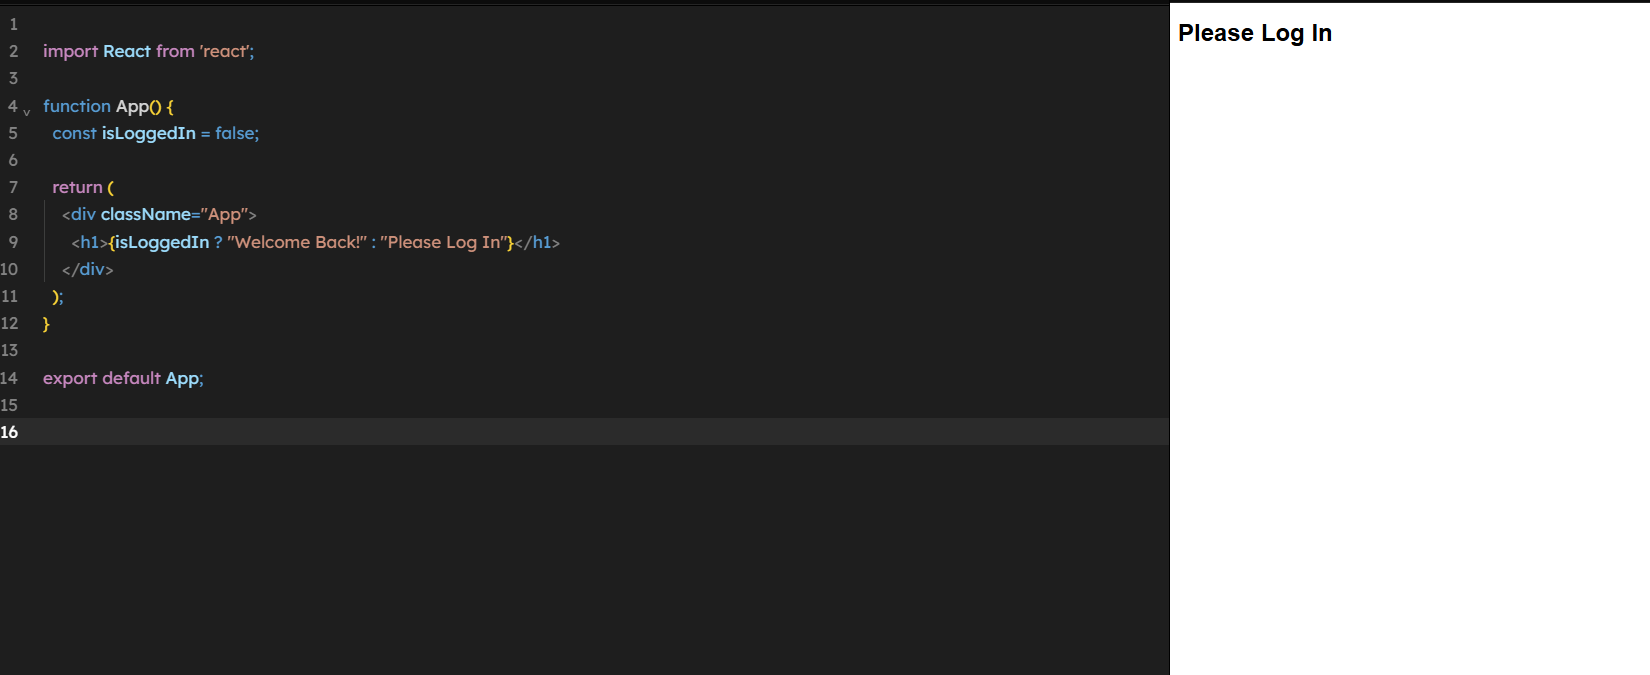 1
2 import React from 'react';
3
4 function App() {
5 const isLoggedIn = false;
6
7 return (
8 <div className="App">
9 <h1>{isLoggedIn ? "Welcome Back!" : "Please Log In"}</h1>
10 </div>
11 );
12 }
13
14 export default App;
15
16
Please Log In